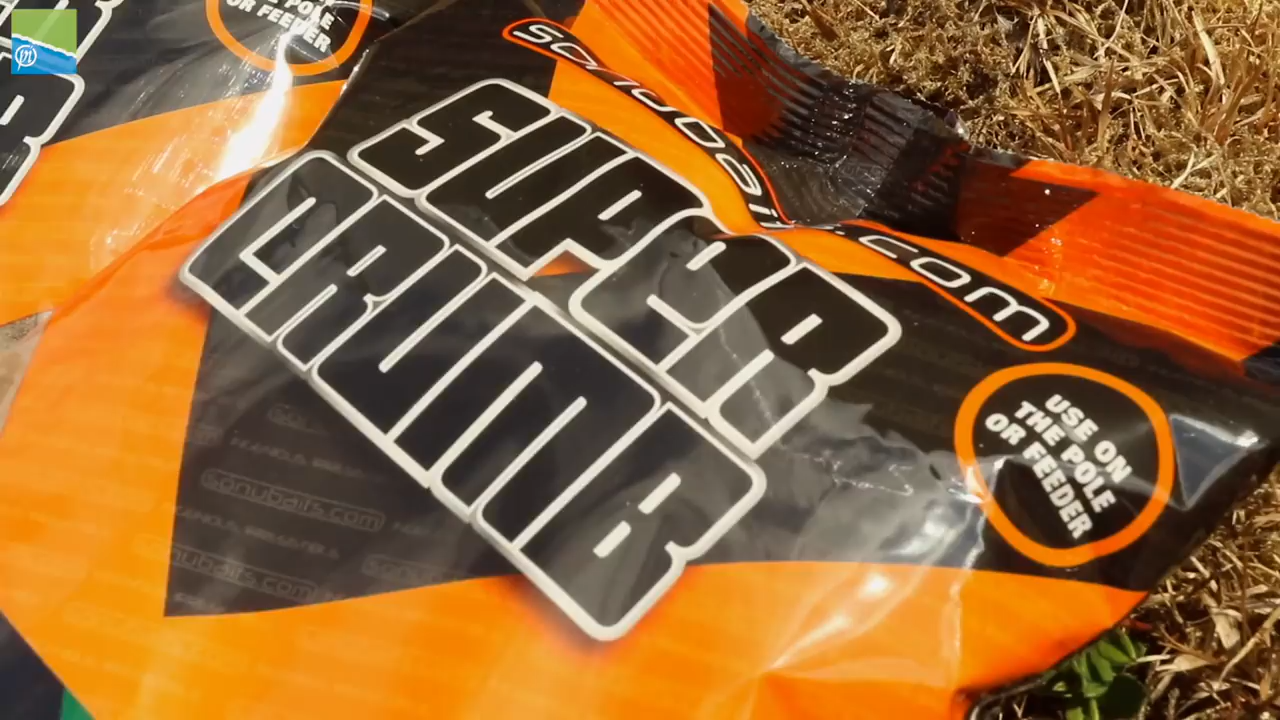 POLE
OR FEEDER
sonubaits.com
SUPER
CRUMB
USE ON
THE POLE
OR FEEDER
sonubaits.com
sonubaits.com